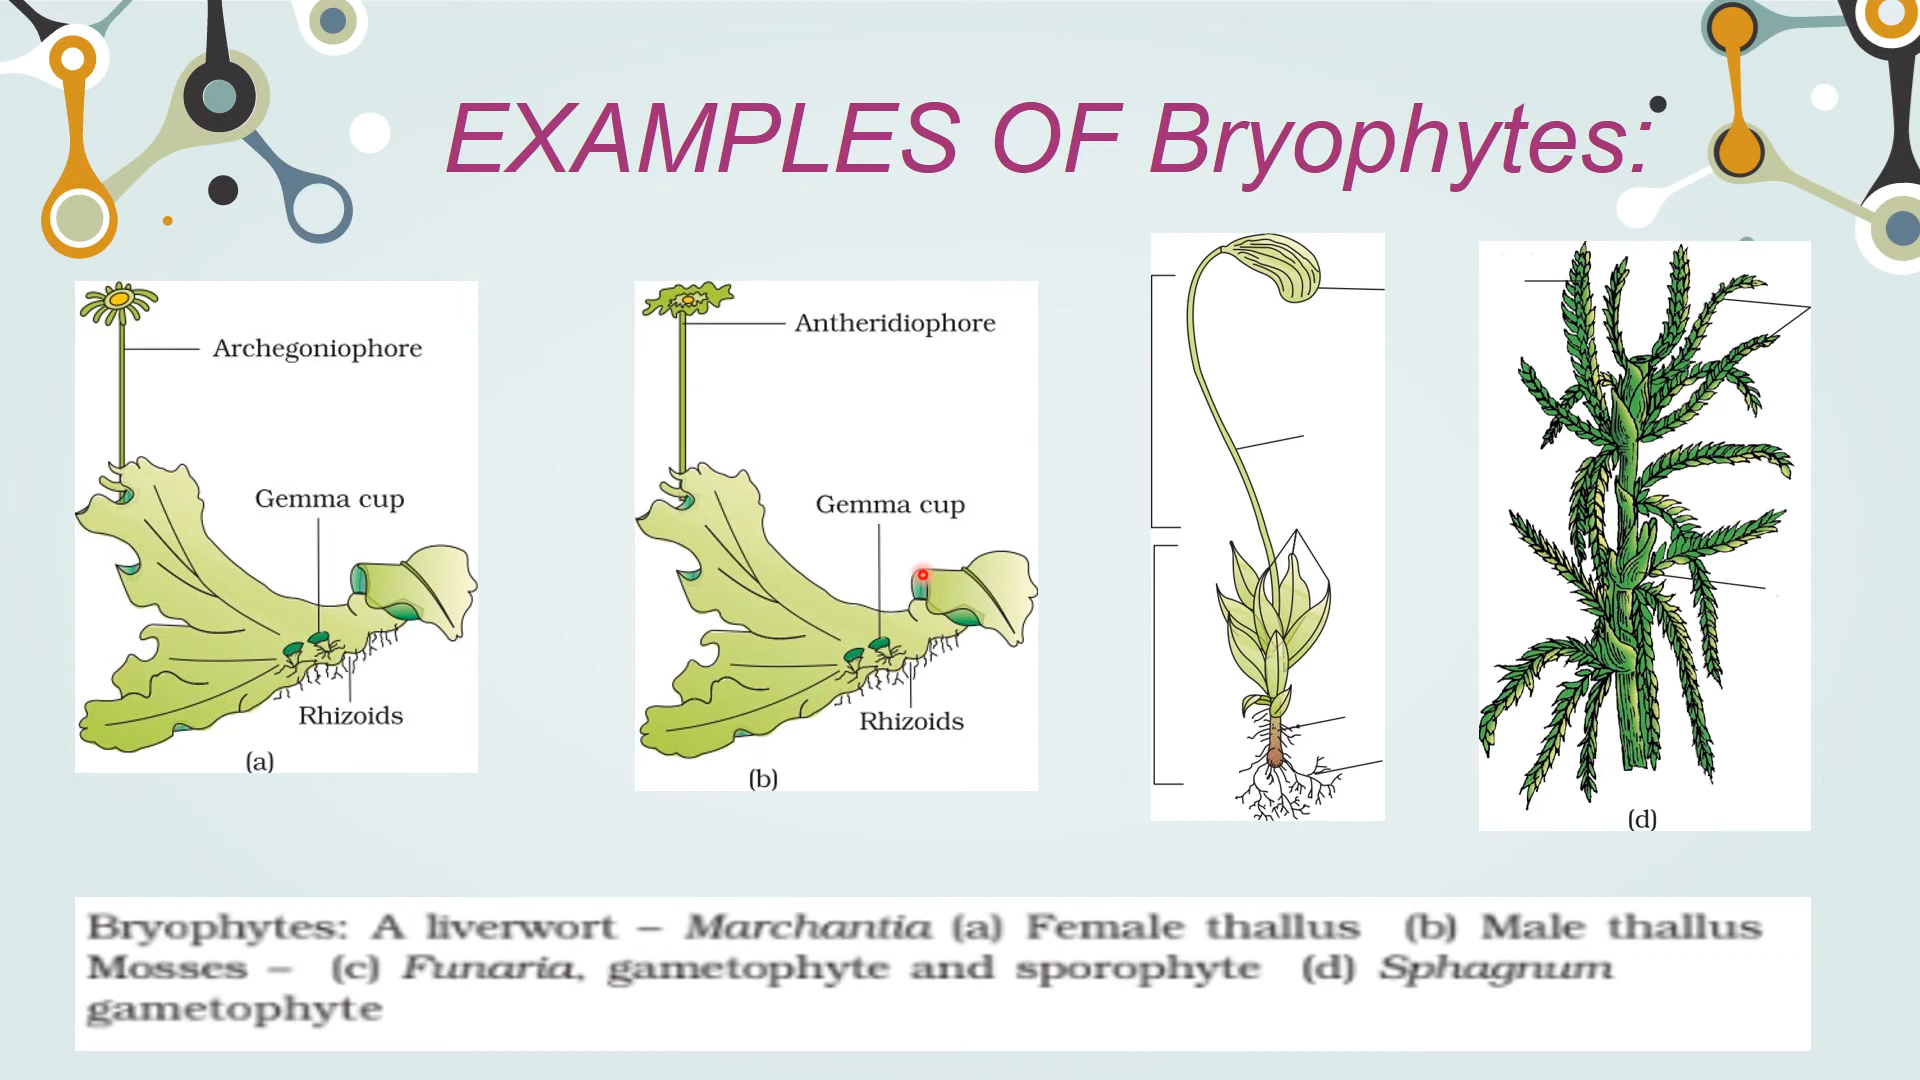 EXAMPLES OF Bryophytes:
Archegoniophore
Gemma cup
Rhizoids
(a)
Antheridiophore
Gemma cup
Rhizoids
(b)
(d)
Bryophytes: A liverwort – Marchantia (a) Female thallus (b) Male thallus
Mosses – (c) Funaria, gametophyte and sporophyte (d) Sphagnum
gametophyte